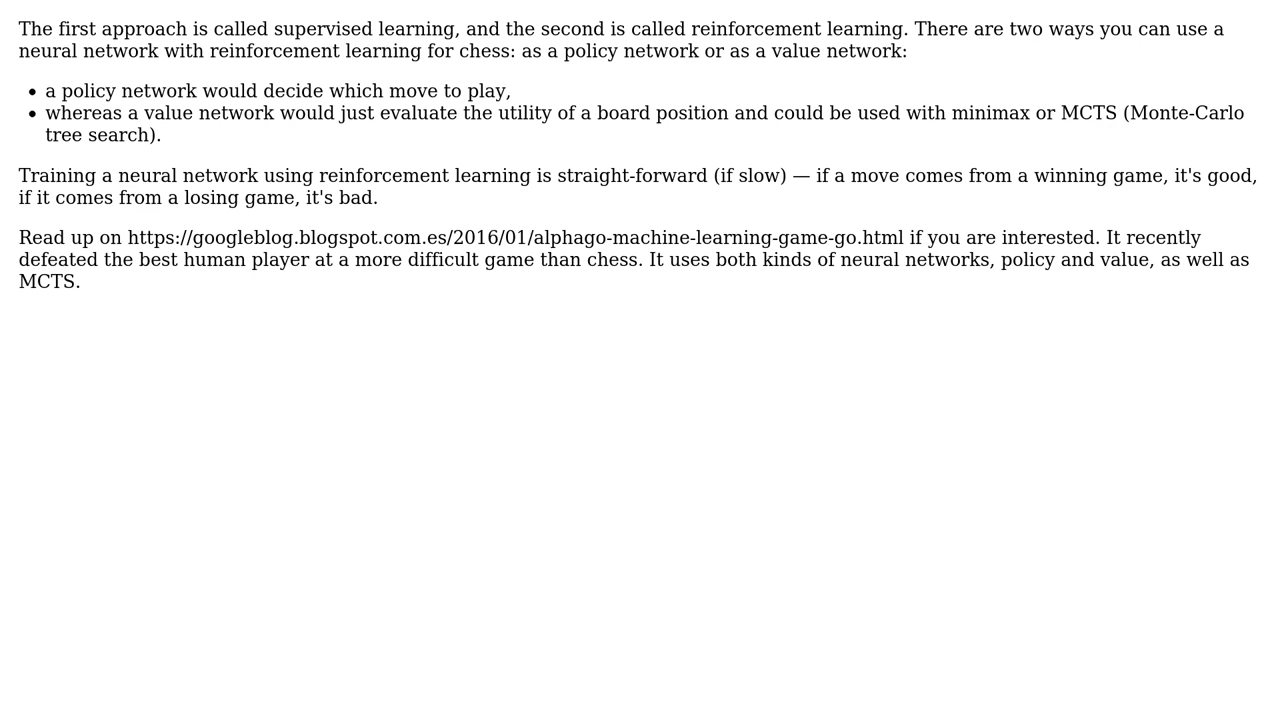 The first approach is called supervised learning, and the second is called reinforcement learning. There are two ways you can use a
neural network with reinforcement learning for chess: as a policy network or as a value network:
• a policy network would decide which move to play,
• whereas a value network would just evaluate the utility of a board position and could be used with minimax or MCTS (Monte-Carlo
tree search).
Training a neural network using reinforcement learning is straight-forward (if slow) — if a move comes from a winning game, it's good,
if it comes from a losing game, it's bad.
Read up on https://googleblog.blogspot.com.es/2016/01/alphago-machine-learning-game-go.html if you are interested. It recently
defeated the best human player at a more difficult game than chess. It uses both kinds of neural networks, policy and value, as well as
MCTS.